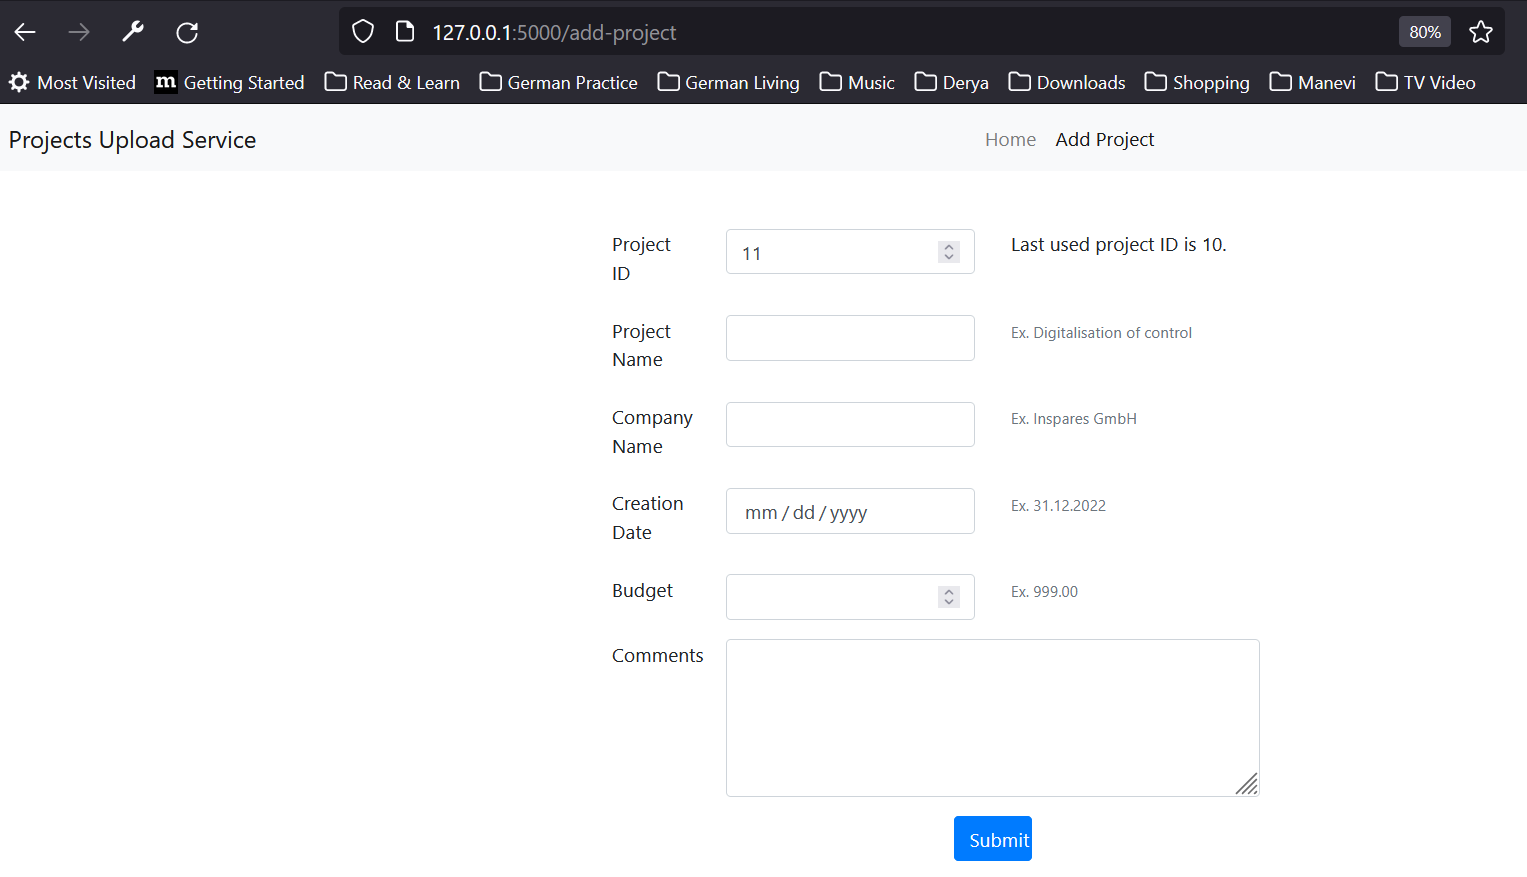 127.0.0.1:5000/add-project 80%
Most Visited m Getting Started Read & Learn German Practice German Living Music Derya Downloads Shopping Manevi TV Video
Projects Upload Service Home Add Project
Project ID 11 Last used project ID is 10.
Project Name Ex. Digitalisation of control
Company Name Ex. Inspares GmbH
Creation Date mm / dd / yyyy Ex. 31.12.2022
Budget Ex. 999.00
Comments
Submit